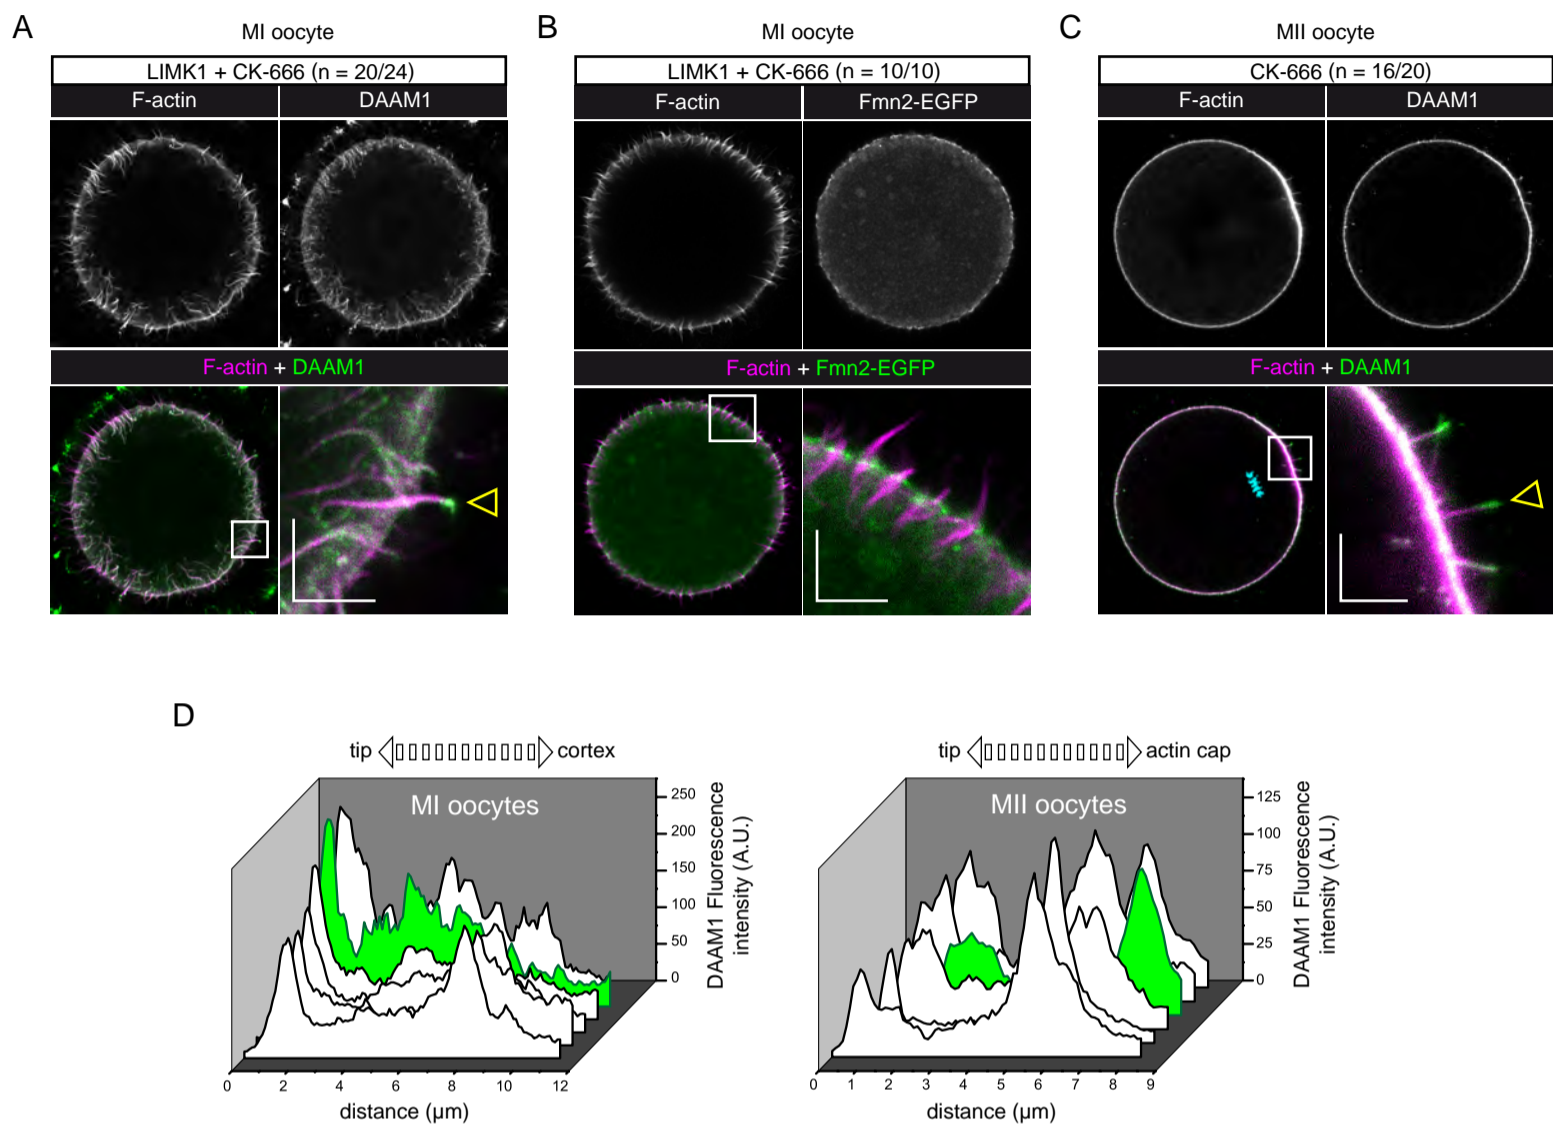 A
MI oocyte
LIMK1 + CK-666 (n = 20/24)
F-actin
DAAM1
F-actin + DAAM1
B
MI oocyte
LIMK1 + CK-666 (n = 10/10)
F-actin
Fmn2-EGFP
F-actin + Fmn2-EGFP
C
MII oocyte
CK-666 (n = 16/20)
F-actin
DAAM1
F-actin + DAAM1
D
tip
cortex
MI oocytes
250
200
150
100
50
0
DAAM1 Fluorescence
intensity (A.U.)
0 2 4 6 8 10 12
distance (µm)
tip
actin cap
MII oocytes
125
100
75
50
25
0
DAAM1 Fluorescence
intensity (A.U.)
0 1 2 3 4 5 6 7 8 9
distance (µm)